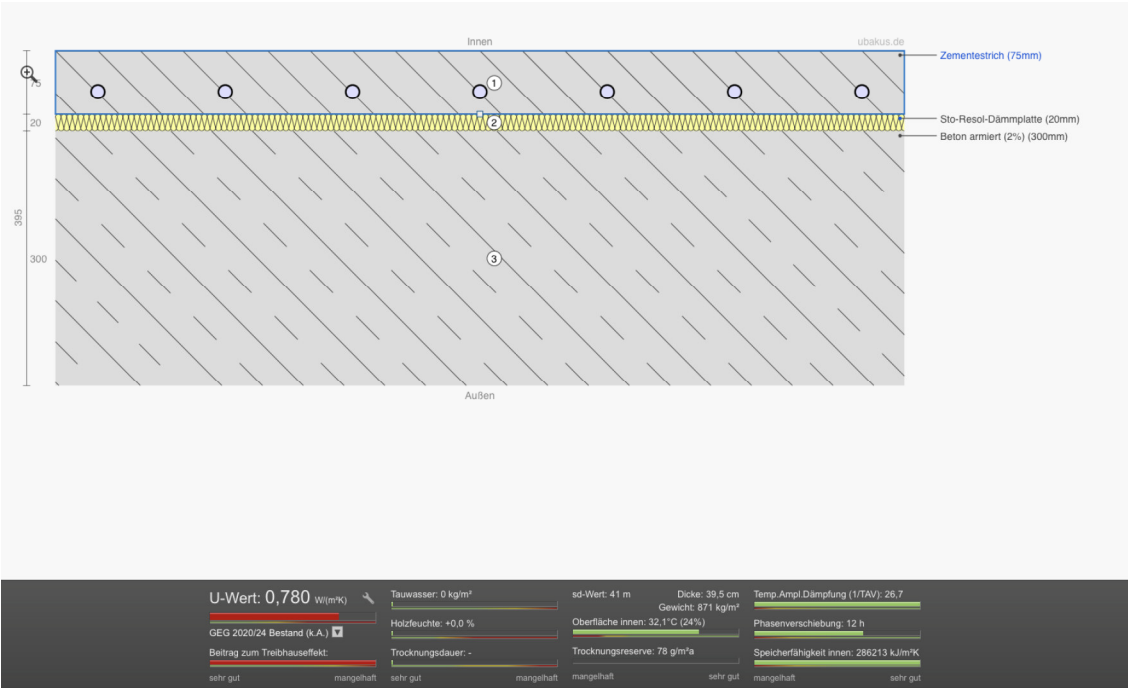 Innen
ubakus.de
Zementestrich (75mm)
75
1
Sto-Resol-Dämmplatte (20mm)
20
2
Beton armiert (2%) (300mm)
395
300
3
Außen
U-Wert: 0,780 W/(m²K)
GEG 2020/24 Bestand (k.A.)
Beitrag zum Treibhauseffekt:
sehr gut mangelhaft
Tauwasser: 0 kg/m²
Holzfeuchte: +0,0 %
Trocknungsdauer: -
sehr gut mangelhaft
sd-Wert: 41 m Dicke: 39,5 cm
Gewicht: 871 kg/m²
Oberfläche innen: 32,1°C (24%)
Trocknungsreserve: 78 g/m²a
mangelhaft sehr gut
Temp.Ampl.Dämpfung (1/TAV): 26,7
Phasenverschiebung: 12 h
Speicherfähigkeit innen: 286213 kJ/m²K
mangelhaft sehr gut